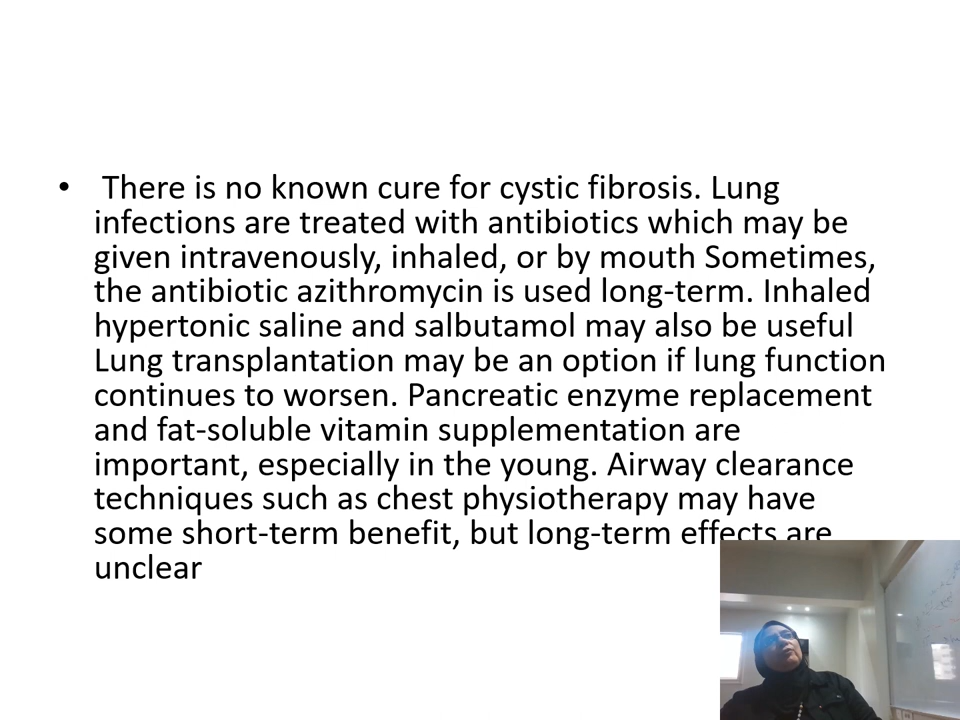 • There is no known cure for cystic fibrosis. Lung
infections are treated with antibiotics which may be
given intravenously, inhaled, or by mouth Sometimes,
the antibiotic azithromycin is used long-term. Inhaled
hypertonic saline and salbutamol may also be useful
Lung transplantation may be an option if lung function
continues to worsen. Pancreatic enzyme replacement
and fat-soluble vitamin supplementation are
important, especially in the young. Airway clearance
techniques such as chest physiotherapy may have
some short-term benefit, but long-term effects are
unclear